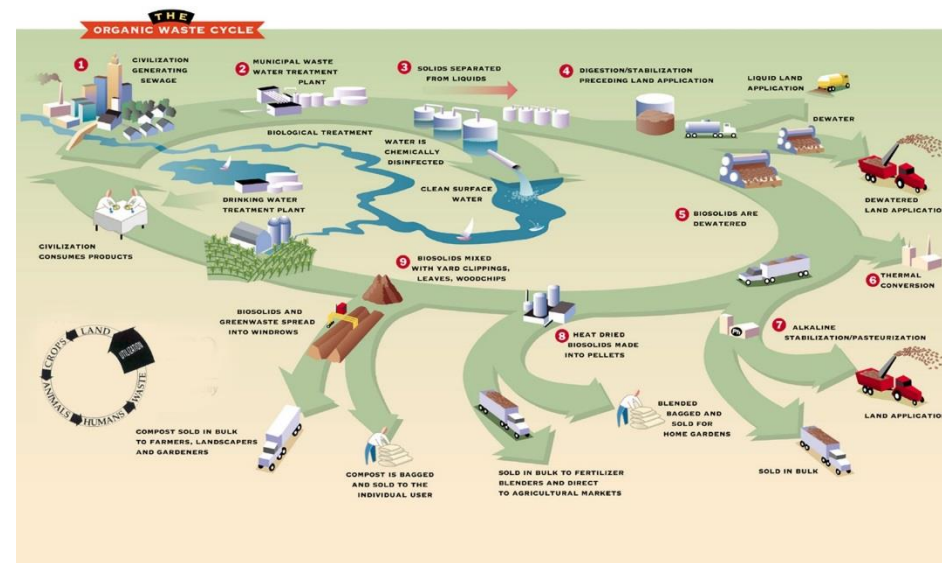 THE
ORGANIC WASTE CYCLE
1
CIVILIZATION
GENERATING
SEWAGE
2
MUNICIPAL WASTE
WATER TREATMENT
PLANT
3
SOLIDS SEPARATED
FROM LIQUIDS
4
DIGESTION/STABILIZATION
PRECEDING LAND APPLICATION
LIQUID LAND
APPLICATION
BIOLOGICAL TREATMENT
WATER IS
CHEMICALLY
DISINFECTED
DEWATER
DRINKING WATER
TREATMENT PLANT
CLEAN SURFACE
WATER
DEWATERED
LAND APPLICATIO
5
BIOSOLIDS ARE
DEWATERED
CIVILIZATION
CONSUMES PRODUCTS
9
BIOSOLIDS MIXED
WITH YARD CLIPPINGS,
LEAVES, WOODCHIPS
6
THERMAL
CONVERSION
BIOSOLIDS AND
GREENWASTE SPREAD
INTO WINDROWS
8
HEAT DRIED
BIOSOLIDS MADE
INTO PELLETS
Ph
7
ALKALINE
STABILIZATION/PASTEURIZATION
LAND
UTILIZATION
WASTE
HUMANS
ANIMALS
CROPS
LAND APPLICATIO
BLENDED
BAGGED AND
SOLD FOR
HOME GARDENS
COMPOST SOLD IN BULK
TO FARMERS, LANDSCAPERS
AND GARDENERS
COMPOST IS BAGGED
AND SOLD TO THE
INDIVIDUAL USER
SOLD IN BULK TO FERTILIZER
BLENDERS AND DIRECT
TO AGRICULTURAL MARKETS
SOLD IN BULK